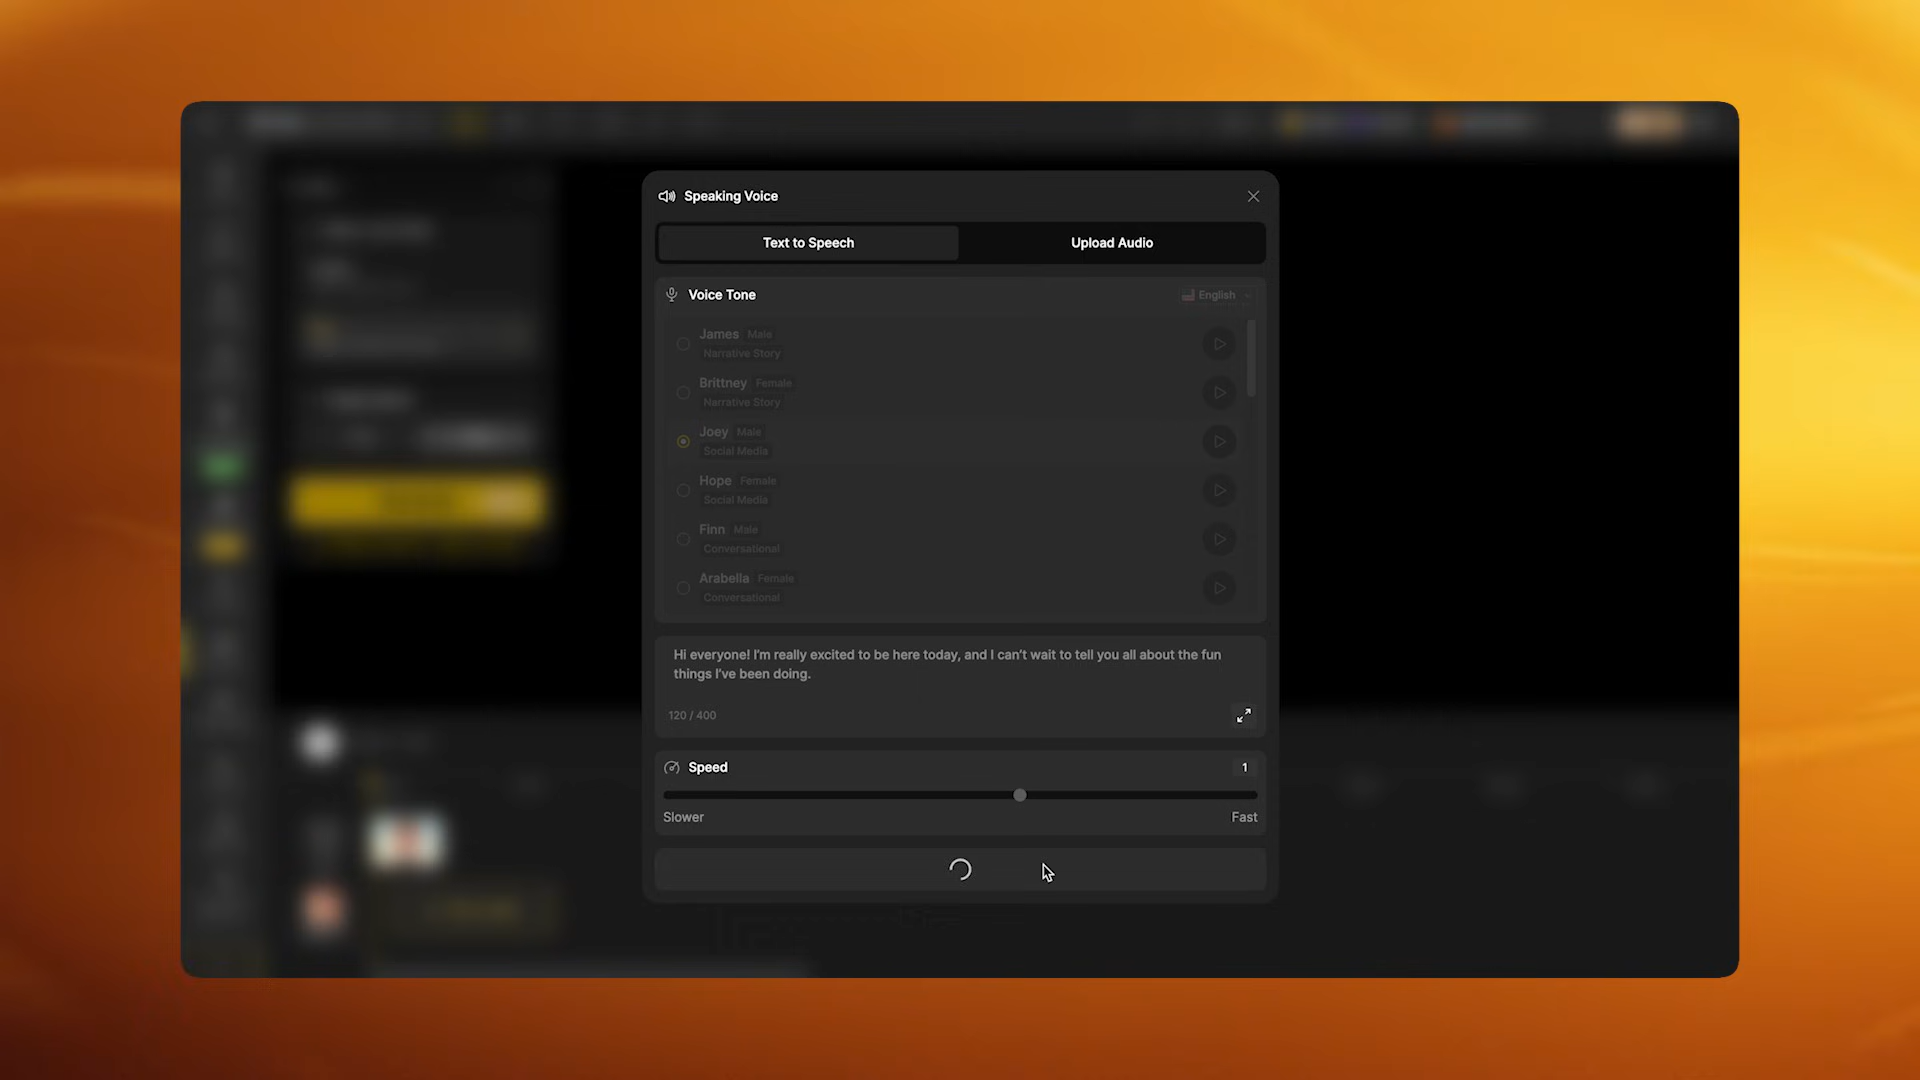 Speaking Voice
Text to Speech
Upload Audio
Voice Tone
English
James Male
Narrative Story
Brittney Female
Narrative Story
Joey Male
Social Media
Hope Female
Social Media
Finn Male
Conversational
Arabella Female
Conversational
Hi everyone! I'm really excited to be here today, and I can't wait to tell you all about the fun
things I've been doing.
120 / 400
Speed
1
Slower
Fast